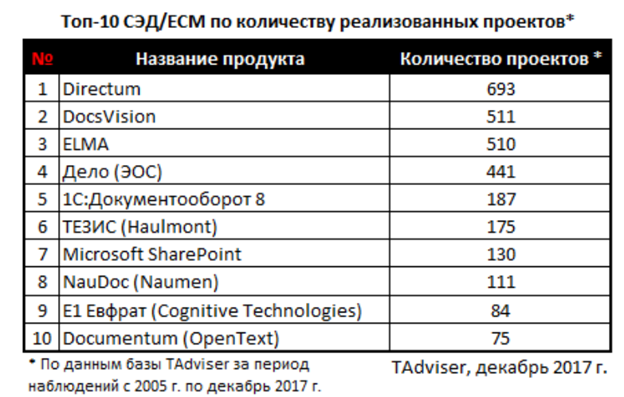 Топ-10 СЭД/ECM по количеству реализованных проектов*
№ Название продукта Количество проектов *
1 Directum 693
2 DocsVision 511
3 ELMA 510
4 Дело (ЭОС) 441
5 1С:Документооборот 8 187
6 ТЕЗИС (Haulmont) 175
7 Microsoft SharePoint 130
8 NauDoc (Naumen) 111
9 Е1 Евфрат (Cognitive Technologies) 84
10 Documentum (OpenText) 75
* По данным базы TAdviser за период
наблюдений с 2005 г. по декабрь 2017 г.
TAdviser, декабрь 2017 г.